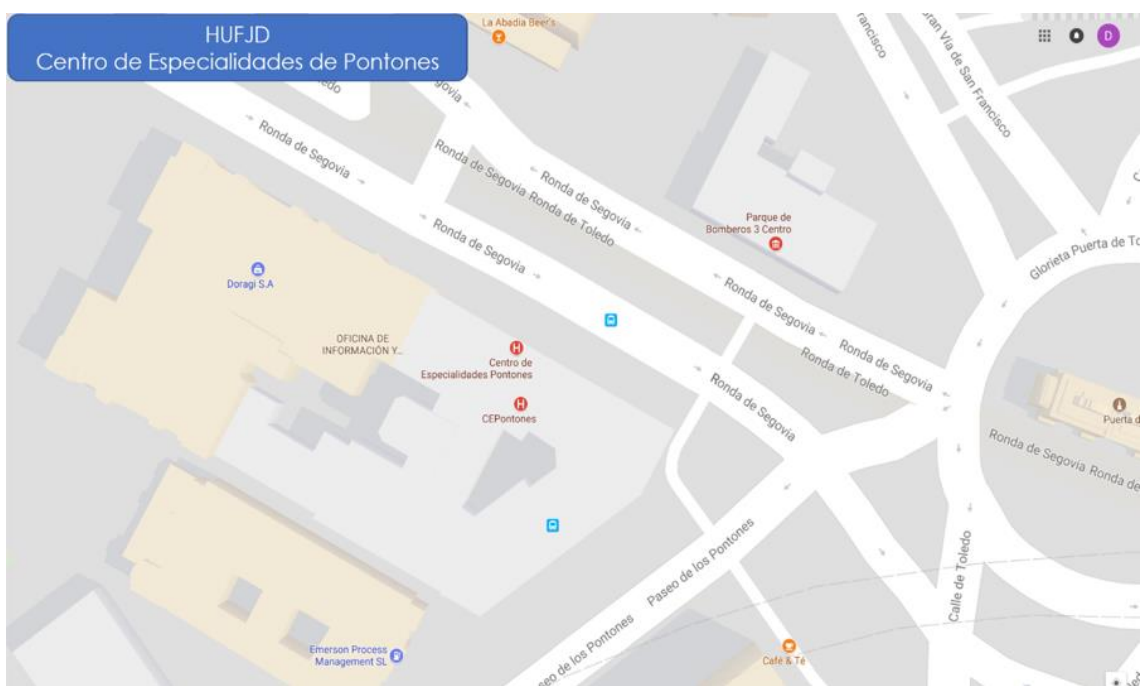 HUFJD
Centro de Especialidades de Pontones
La Abadia Beer's
Ronda de Segovia
Ronda de Segovia Ronda de Toledo
Ronda de Segovia
Ronda de Segovia
Gran Vía de San Francisco
Parque de
Bomberos 3 Centro
Glorieta Puerta de To
Doragi S.A
OFICINA DE
INFORMACIÓN Y...
Centro de
Especialidades Pontones
CEPontones
Ronda de Segovia
Ronda de Segovia
Ronda de Toledo
Ronda de Segovia
Puerta d
Ronda de Segovia Ronda de
Paseo de los Pontones
eo de los Pontones
Calle de Toledo
Emerson Process
Management SL
Café & Té
D